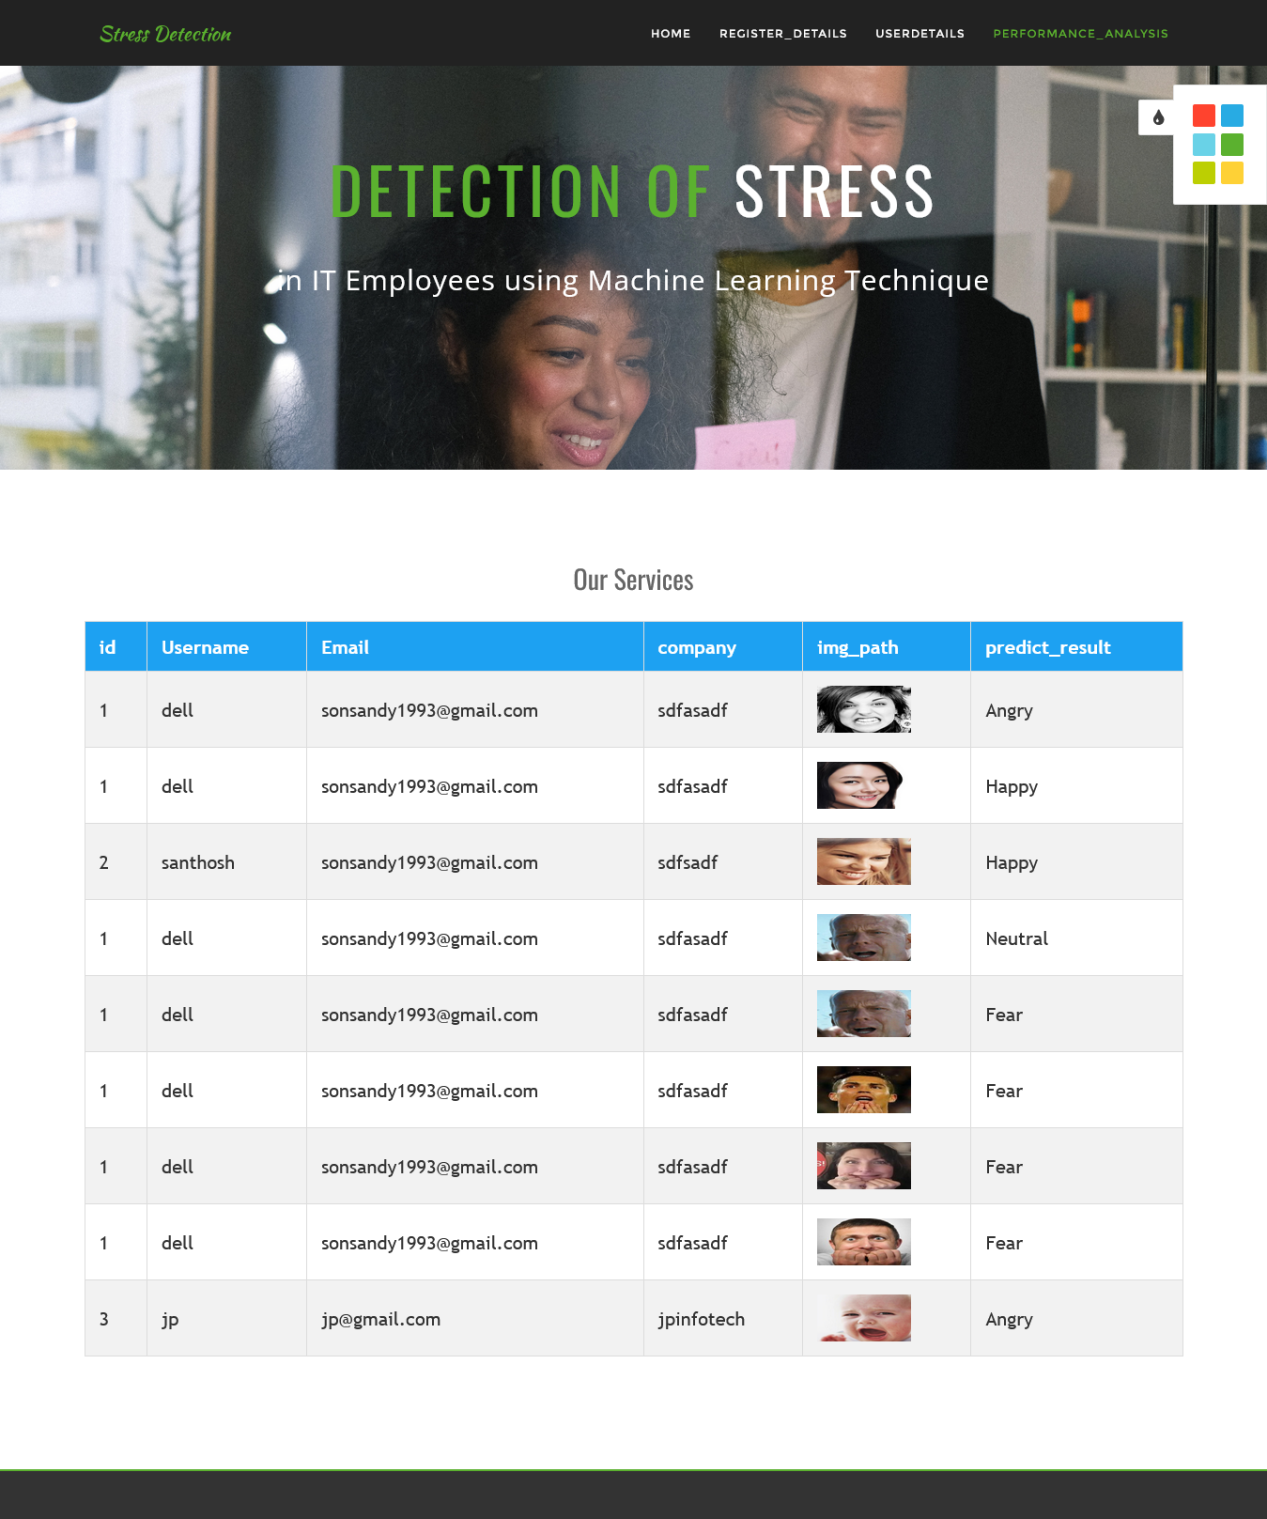 Stress Detection
HOME REGISTER_DETAILS USERDETAILS PERFORMANCE_ANALYSIS
DETECTION OF STRESS
in IT Employees using Machine Learning Technique
Our Services
id Username Email company img_path predict_result
1 dell sonsandy1993@gmail.com sdfasadf Angry
1 dell sonsandy1993@gmail.com sdfasadf Happy
2 santhosh sonsandy1993@gmail.com sdfsadf Happy
1 dell sonsandy1993@gmail.com sdfasadf Neutral
1 dell sonsandy1993@gmail.com sdfasadf Fear
1 dell sonsandy1993@gmail.com sdfasadf Fear
1 dell sonsandy1993@gmail.com sdfasadf Fear
1 dell sonsandy1993@gmail.com sdfasadf Fear
3 jp jp@gmail.com jpinfotech Angry